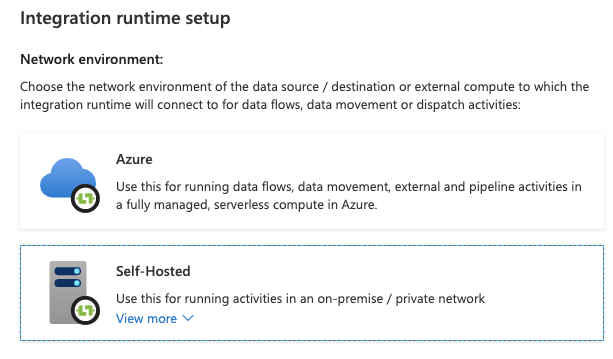 Integration runtime setup
Network environment:
Choose the network environment of the data source / destination or external compute to which the
integration runtime will connect to for data flows, data movement or dispatch activities:
Azure
Use this for running data flows, data movement, external and pipeline activities in
a fully managed, serverless compute in Azure.
Self-Hosted
Use this for running activities in an on-premise / private network
View more